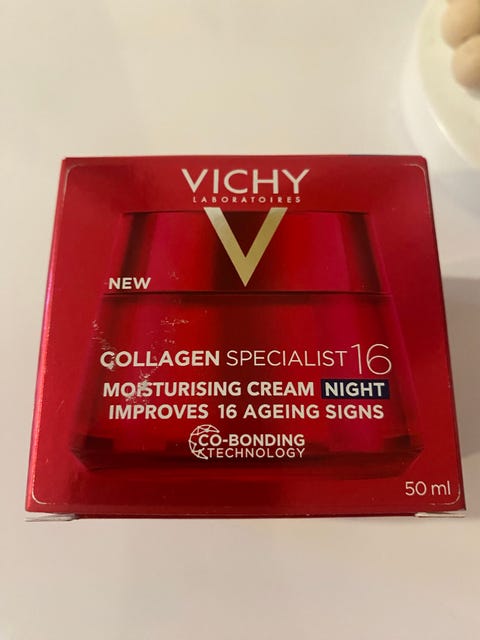 VICHY
LABORATOIRES
NEW
COLLAGEN SPECIALIST 16
MOISTURISING CREAM NIGHT
IMPROVES 16 AGEING SIGNS
CO-BONDING
TECHNOLOGY
50 ml